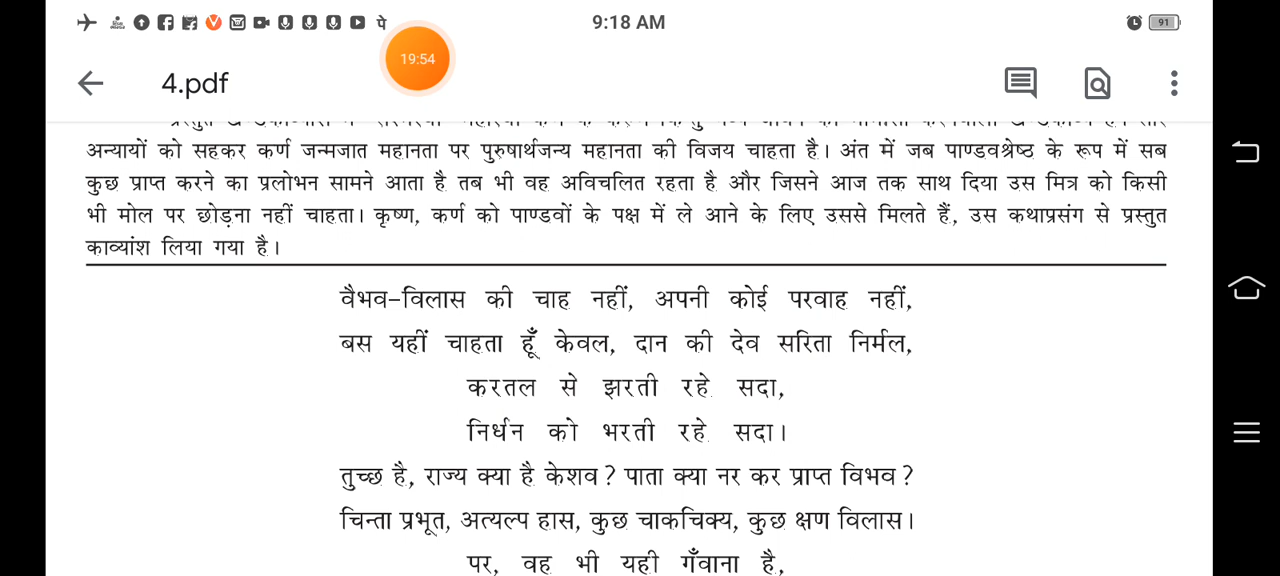 9:18 AM
91
19:54
4.pdf
अन्यायों को सहकर कर्ण जन्मजात महानता पर पुरुषार्थजन्य महानता की विजय चाहता है। अंत में जब पाण्डवश्रेष्ठ के रूप में सब
कुछ प्राप्त करने का प्रलोभन सामने आता है तब भी वह अविचलित रहता है और जिसने आज तक साथ दिया उस मित्र को किसी
भी मोल पर छोड़ना नहीं चाहता। कृष्ण, कर्ण को पाण्डवों के पक्ष में ले आने के लिए उससे मिलते हैं, उस कथाप्रसंग से प्रस्तुत
काव्यांश लिया गया है।
वैभव-विलास की चाह नहीं, अपनी कोई परवाह नहीं,
बस यहीं चाहता हूँ केवल, दान की देव सरिता निर्मल,
करतल से झरती रहे सदा,
निर्धन को भरती रहे सदा।
तुच्छ है, राज्य क्या है केशव? पाता क्या नर कर प्राप्त विभव?
चिन्ता प्रभूत, अत्यल्प हास, कुछ चाकचिक्य, कुछ क्षण विलास।
पर, वह भी यही गँवाना है,